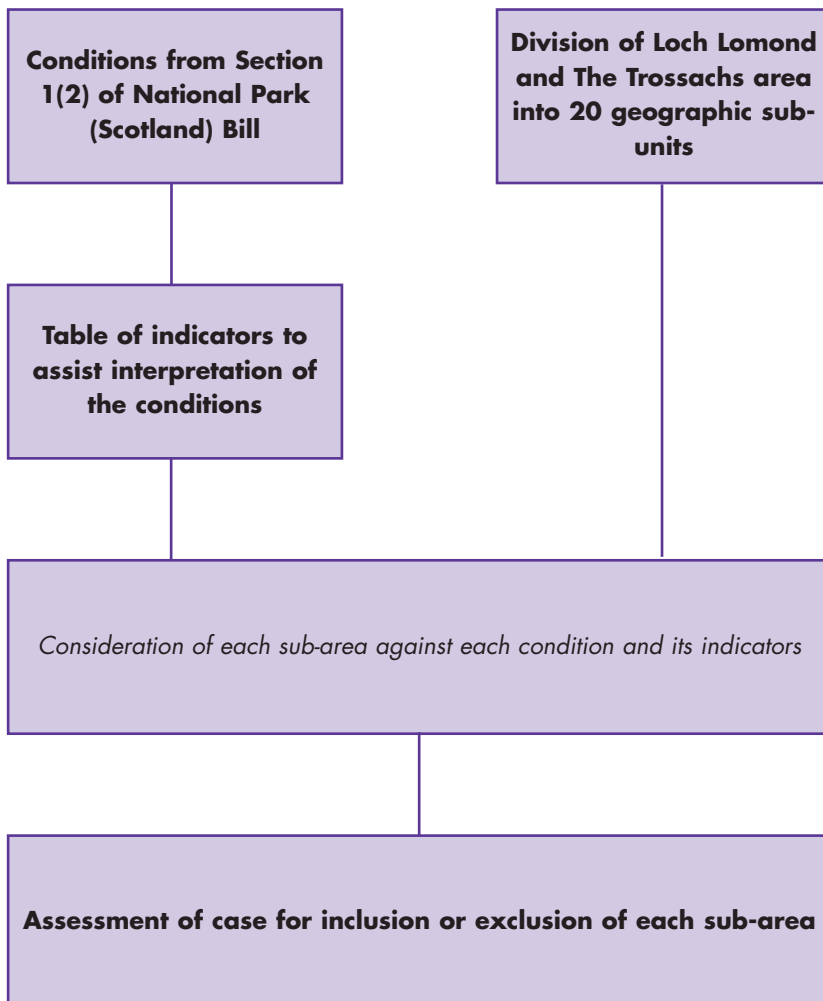 Conditions from Section
1(2) of National Park
(Scotland) Bill
Division of Loch Lomond
and The Trossachs area
into 20 geographic sub-
units
Table of indicators to
assist interpretation of
the conditions
Consideration of each sub-area against each condition and its indicators
Assessment of case for inclusion or exclusion of each sub-area